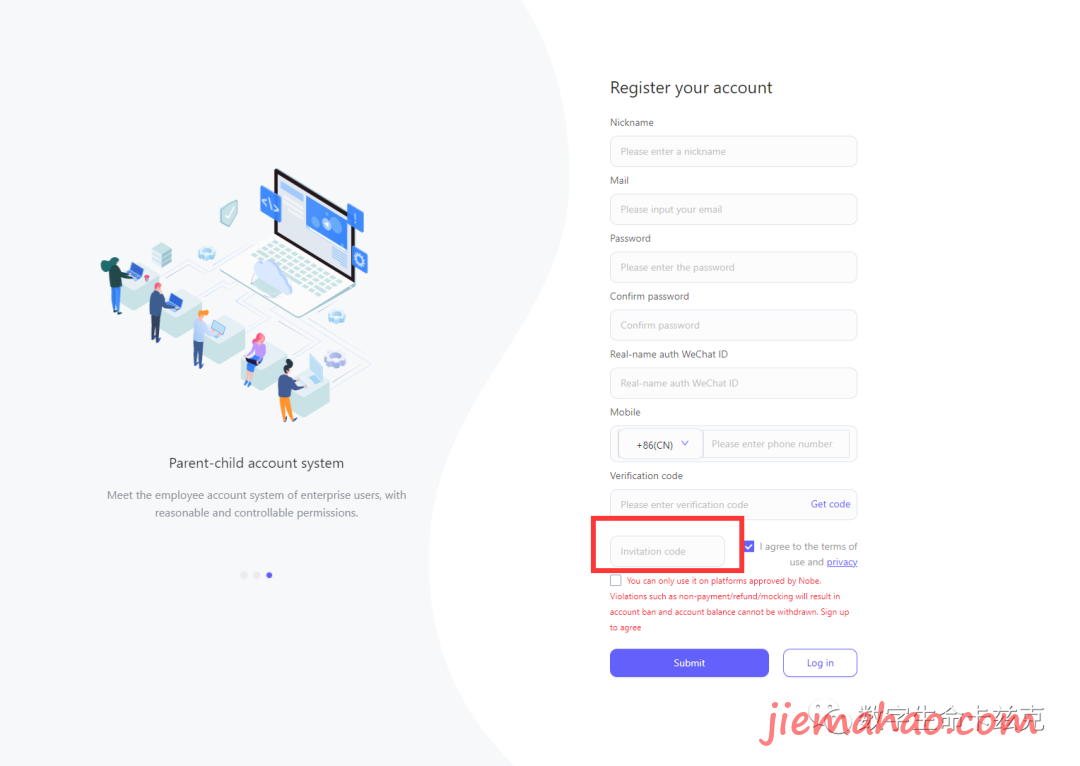 Register your account
Nickname
Please enter a nickname
Mail
Please input your email
Password
Please enter the password
Confirm password
Confirm password
Real-name auth WeChat ID
Real-name auth WeChat ID
Mobile
+86(CN)
Please enter phone number
Verification code
Please enter verification code
Get code
Invitation code
I agree to the terms of
use and privacy
You can only use it on platforms approved by Nobe.
Violations such as non-payment/refund/mocking will result in
account ban and account balance cannot be withdrawn. Sign up
to agree
Submit
Log in
Parent-child account system
Meet the employee account system of enterprise users, with
reasonable and controllable permissions.
数字生命卡兹克
jiemahao.com